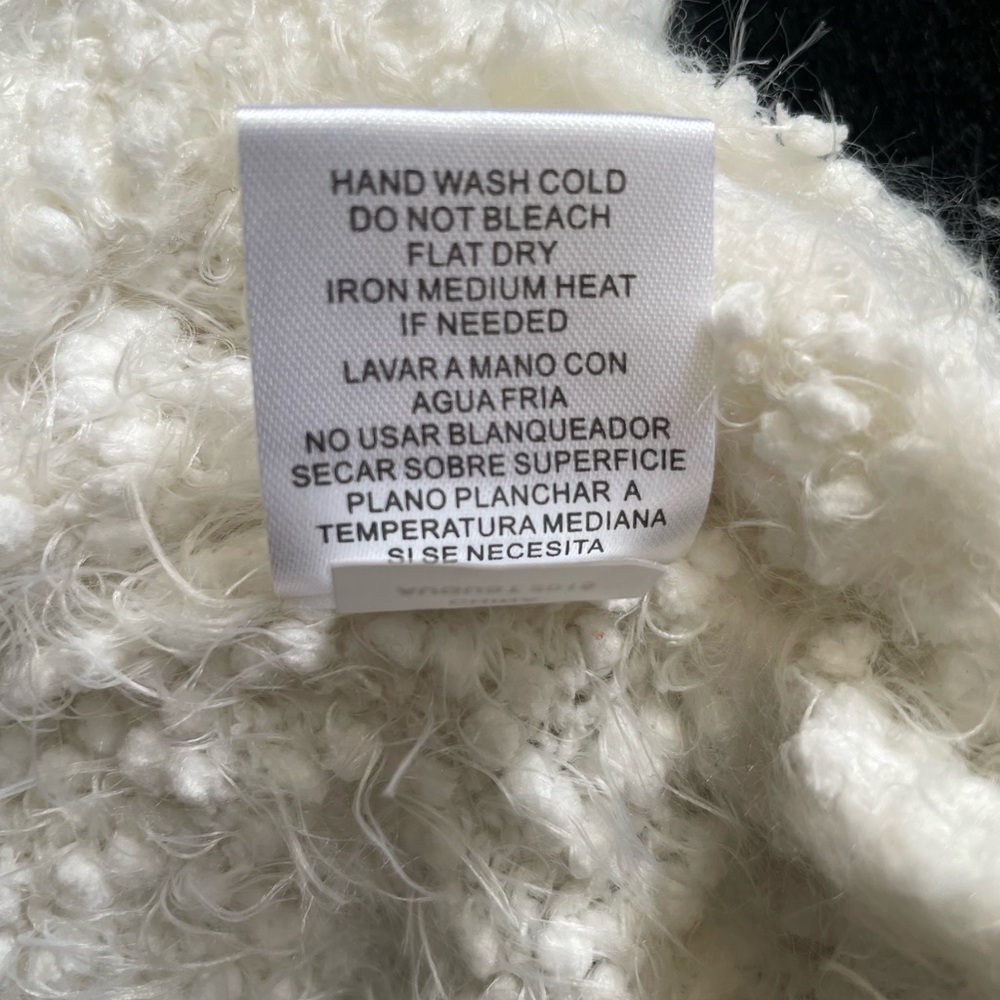 HAND WASH COLD
DO NOT BLEACH
FLAT DRY
IRON MEDIUM HEAT
IF NEEDED
LAVAR A MANO CON
AGUA FRIA
NO USAR BLANQUEADOR
SECAR SOBRE SUPERFICIE
PLANO PLANCHAR A
TEMPERATURA MEDIANA
SI SE NECESITA